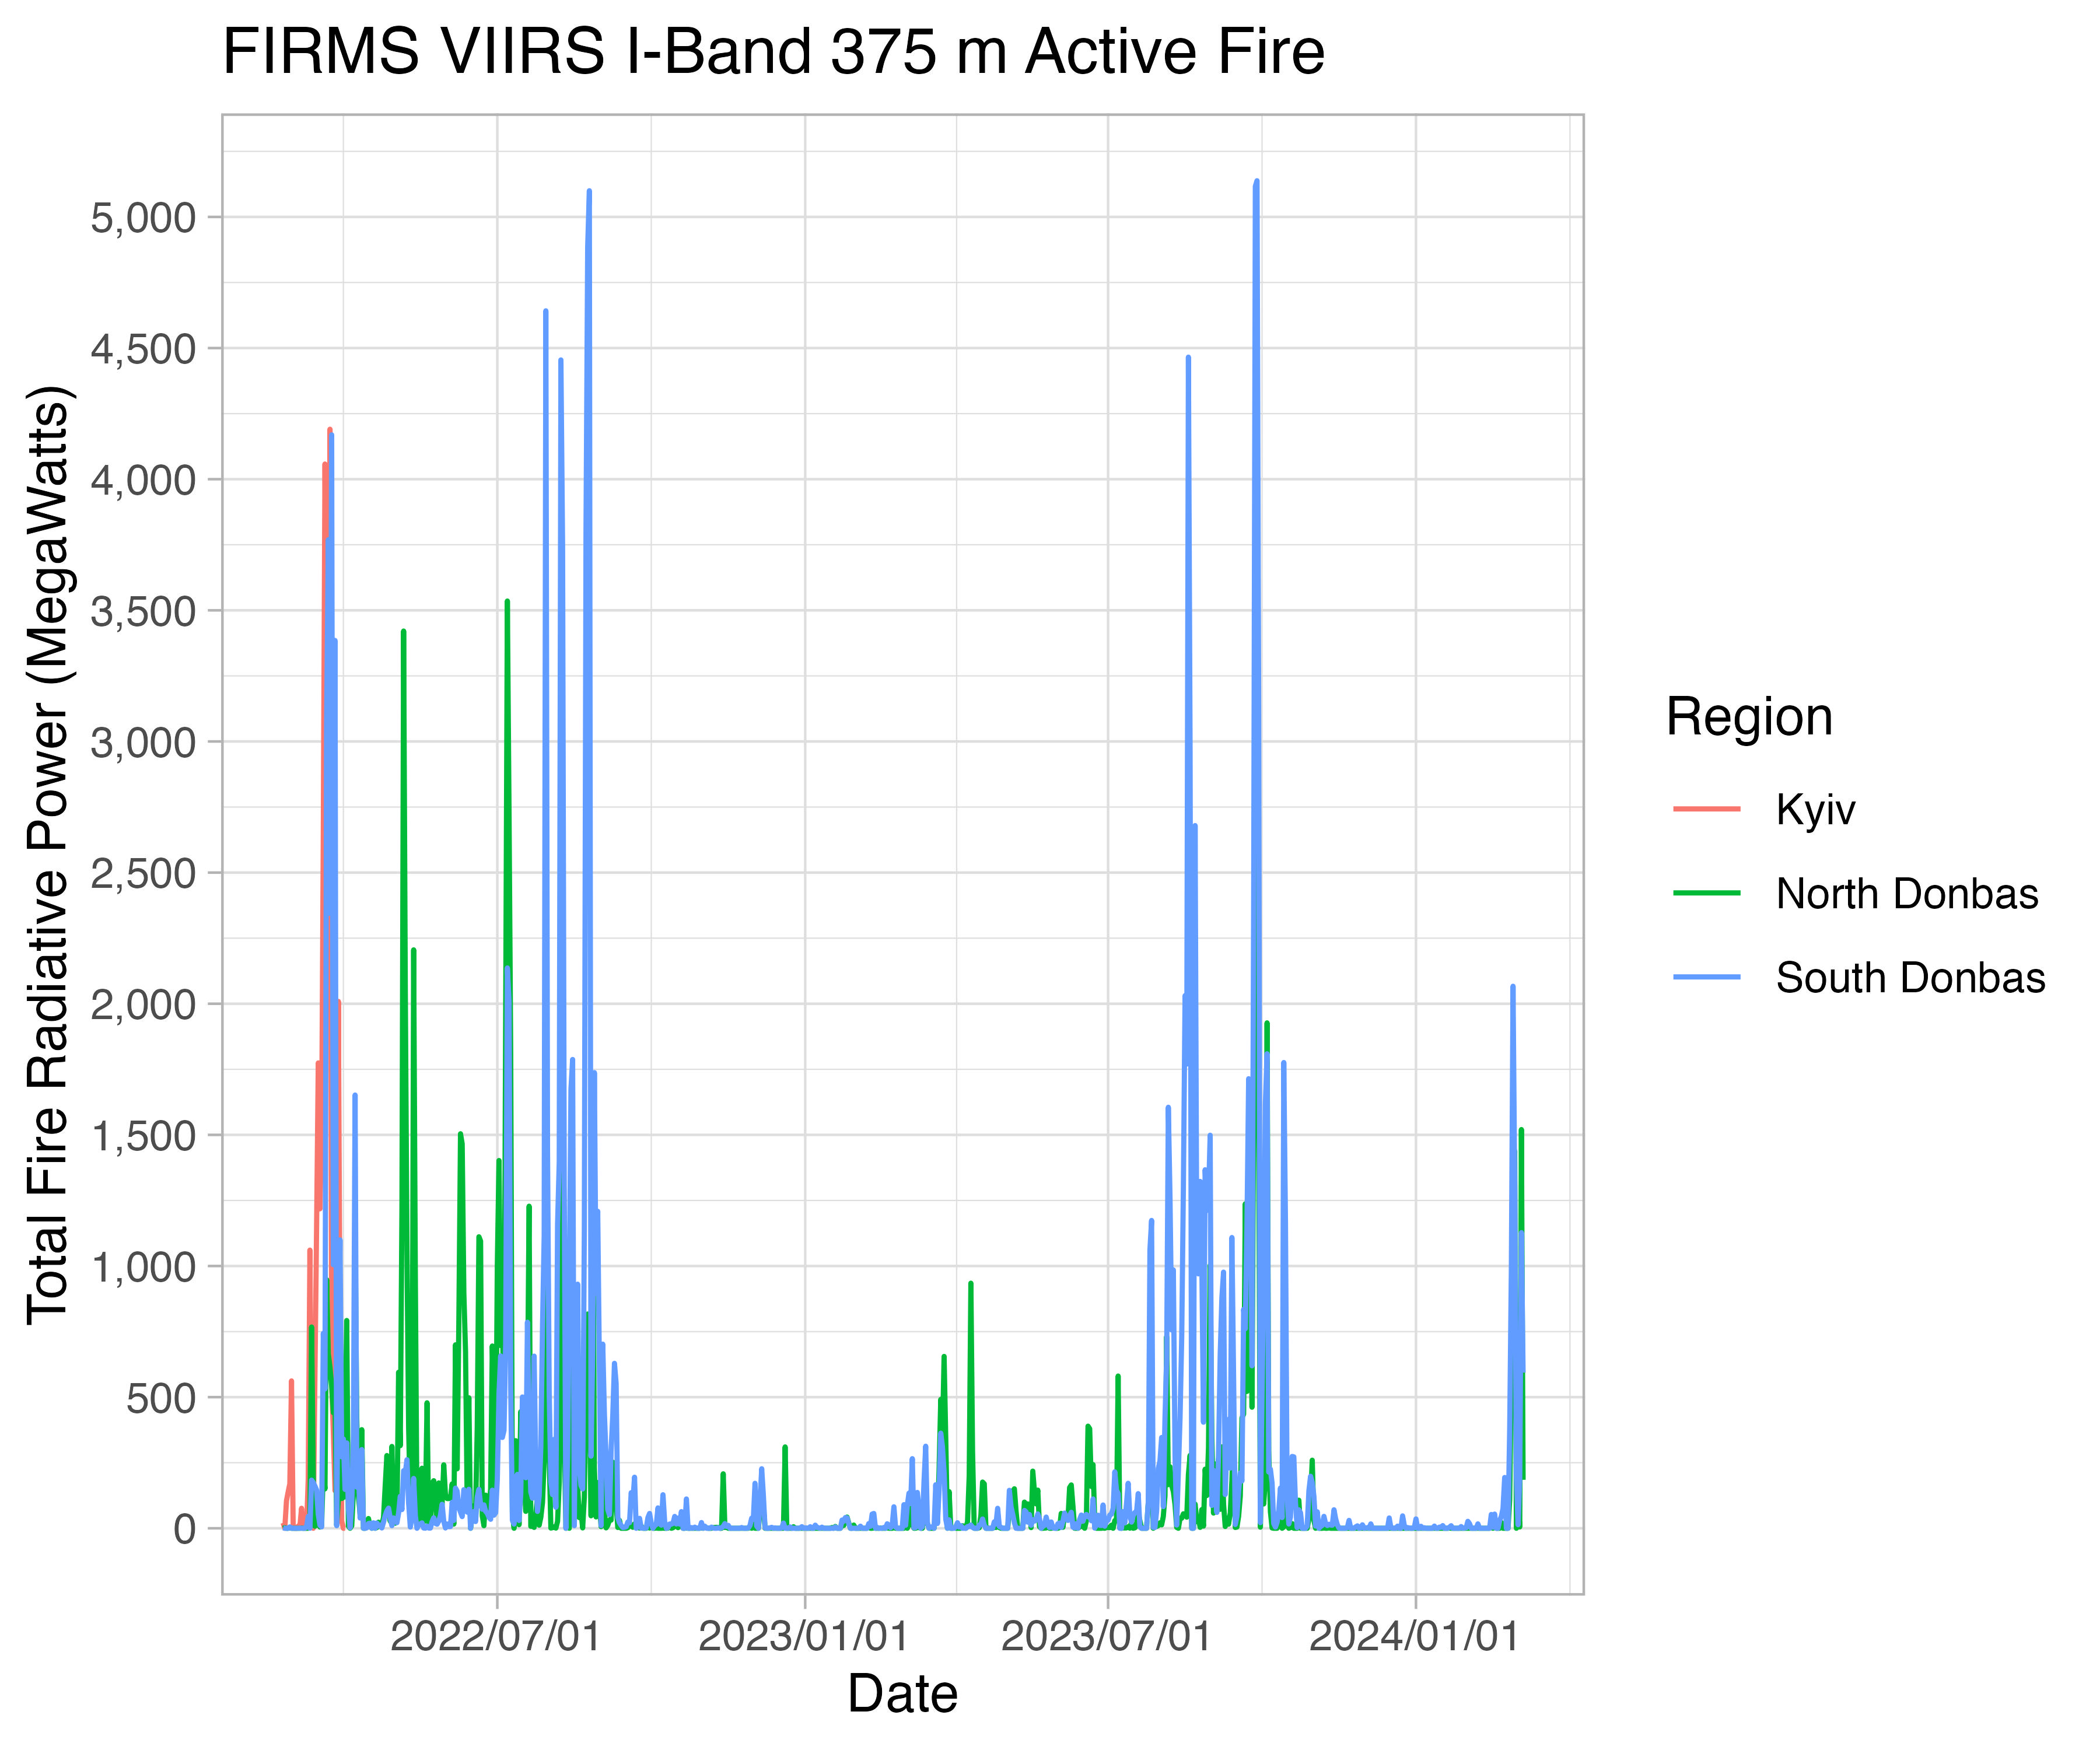 FIRMS VIIRS I-Band 375 m Active Fire
Total Fire Radiative Power (MegaWatts)
5,000
4,500
4,000
3,500
3,000
2,500
2,000
1,500
1,000
500
0
2022/07/01 2023/01/01 2023/07/01 2024/01/01
Date
Region
Kyiv
North Donbas
South Donbas